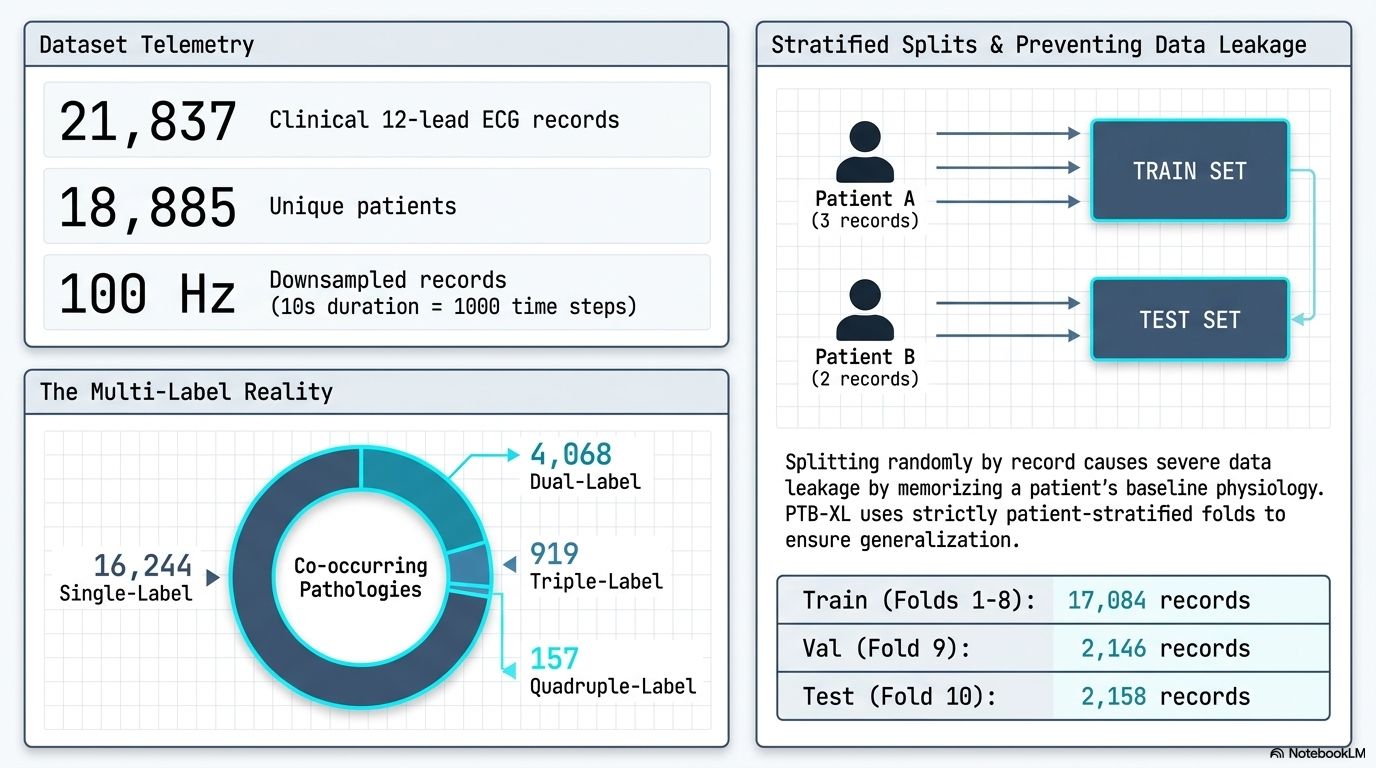 Dataset Telemetry
21,837
Clinical 12-lead ECG records
18,885
Unique patients
100 Hz
Downsampled records
(10s duration = 1000 time steps)
The Multi-Label Reality
4,068
Dual-Label
919
Triple-Label
157
Quadruple-Label
16,244
Single-Label
Co-occurring
Pathologies
Stratified Splits & Preventing Data Leakage
Patient A
(3 records)
TRAIN SET
Patient B
(2 records)
TEST SET
Splitting randomly by record causes severe data
leakage by memorizing a patient's baseline physiology.
PTB-XL uses strictly patient-stratified folds to
ensure generalization.
Train (Folds 1-8): 17,084 records
Val (Fold 9): 2,146 records
Test (Fold 10): 2,158 records
NotebookLM